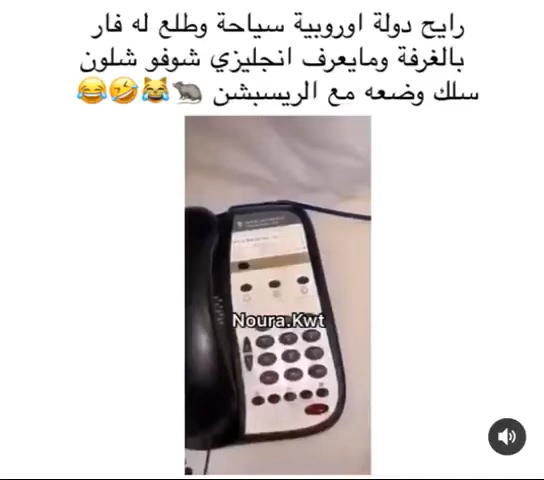 رايح دولة اوروبية سياحة وطلع له فار
بالغرفة ومايعرف انجليزي شوفو شلون
سلك وضعه مع الريسبشن 🐀😹🤣😂
Noura.Kwt